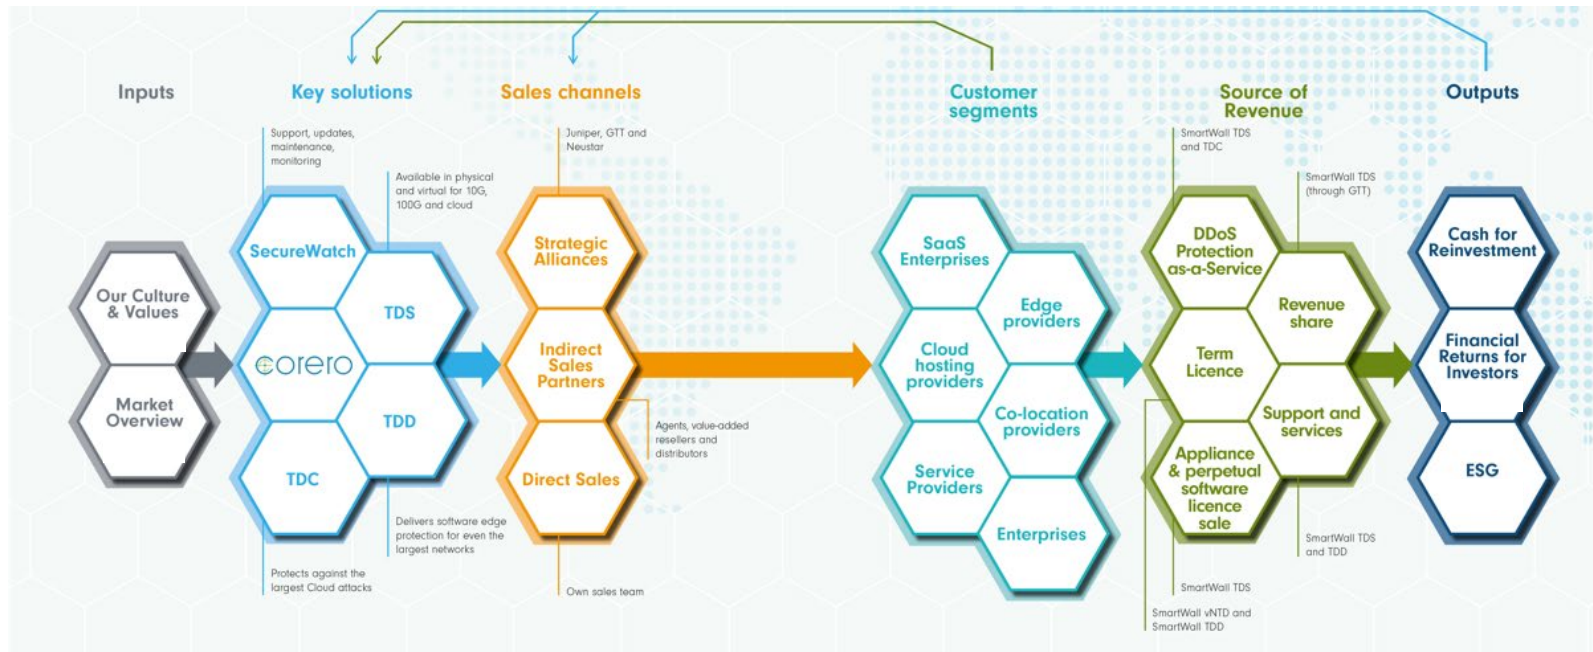 Inputs
Key solutions
Sales channels
Customer
segments
Source of
Revenue
Outputs
Our Culture
& Values
Market
Overview
Support, updates,
maintenance,
monitoring
Available in physical
and virtual for 10G,
100G and cloud
SecureWatch
TDS
corero
TDD
TDC
Delivers software edge
protection for even the
largest networks
Protects against the
largest Cloud attacks
Juniper, GTT and
Neustar
Strategic
Alliances
Indirect
Sales
Partners
Direct Sales
Agents, value-added
resellers and
distributors
Own sales team
SaaS
Enterprises
Edge
providers
Cloud
hosting
providers
Co-location
providers
Service
Providers
Enterprises
SmartWall TDS
and TDC
SmartWall TDS
(through GTT)
DDoS
Protection
as-a-Service
Revenue
share
Term
Licence
Support and
services
Appliance
& perpetual
software
licence
sale
SmartWall TDS
and TDD
SmartWall TDS
SmartWall vNTD and
SmartWall TDD
Cash for
Reinvestment
Financial
Returns for
Investors
ESG